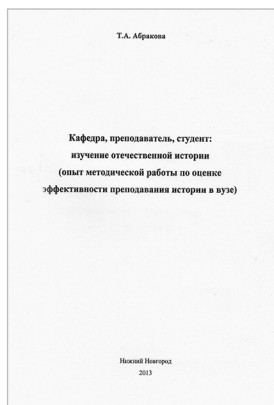 Т.А. Абракова
Кафедра, преподаватель, студент:
изучение отечественной истории
(опыт методической работы по оценке
эффективности преподавания истории в вузе)
Нижний Новгород
2013